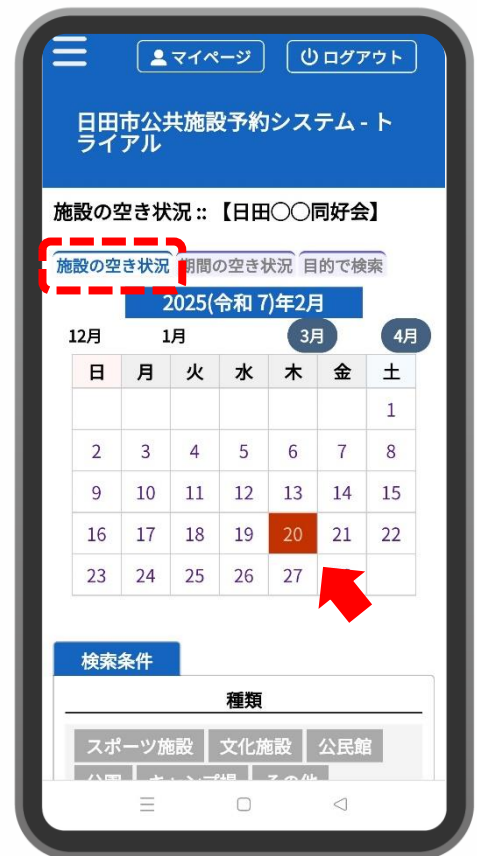 マイページ ログアウト
日田市公共施設予約システム - ト
ライアル
施設の空き状況 :: 【日田○○同好会】
施設の空き状況 期間の空き状況 目的で検索
2025(令和 7)年2月
12月 1月 3月 4月
日 月 火 水 木 金 土
1
2 3 4 5 6 7 8
9 10 11 12 13 14 15
16 17 18 19 20 21 22
23 24 25 26 27
検索条件
種類
スポーツ施設 文化施設 公民館